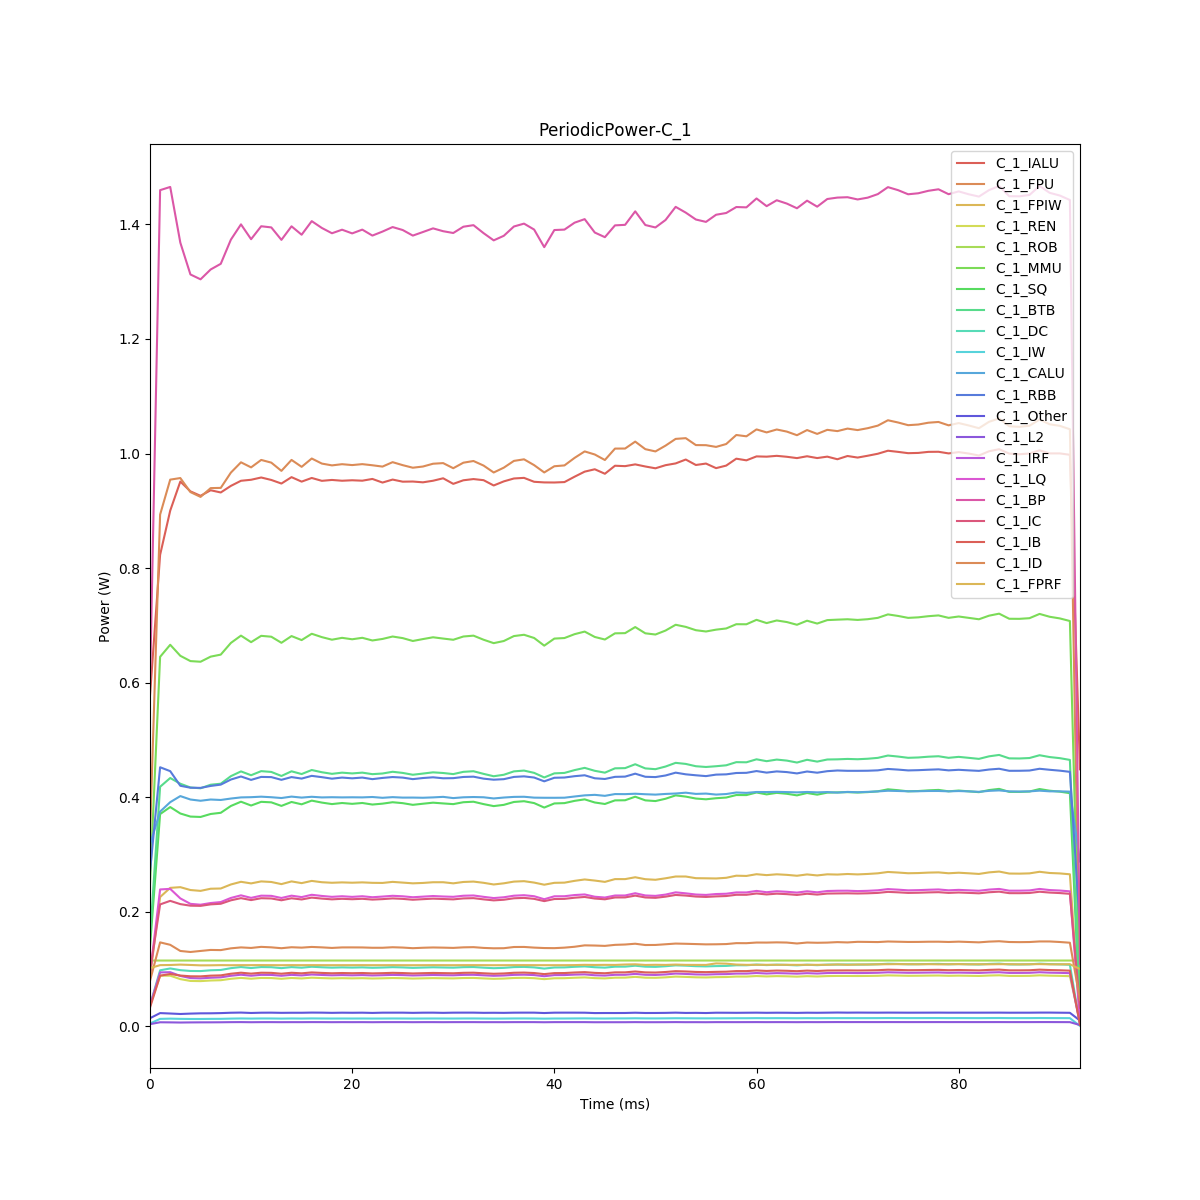 PeriodicPower-C_1
C_1_IALU
C_1_FPU
C_1_FPIW
C_1_REN
C_1_ROB
C_1_MMU
C_1_SQ
C_1_BTB
C_1_DC
C_1_IW
C_1_CALU
C_1_RBB
C_1_Other
C_1_L2
C_1_IRF
C_1_LQ
C_1_BP
C_1_IC
C_1_IB
C_1_ID
C_1_FPRF
1.4
1.2
1.0
0.8
0.6
0.4
0.2
0.0
Power (W)
0 20 40 60 80
Time (ms)